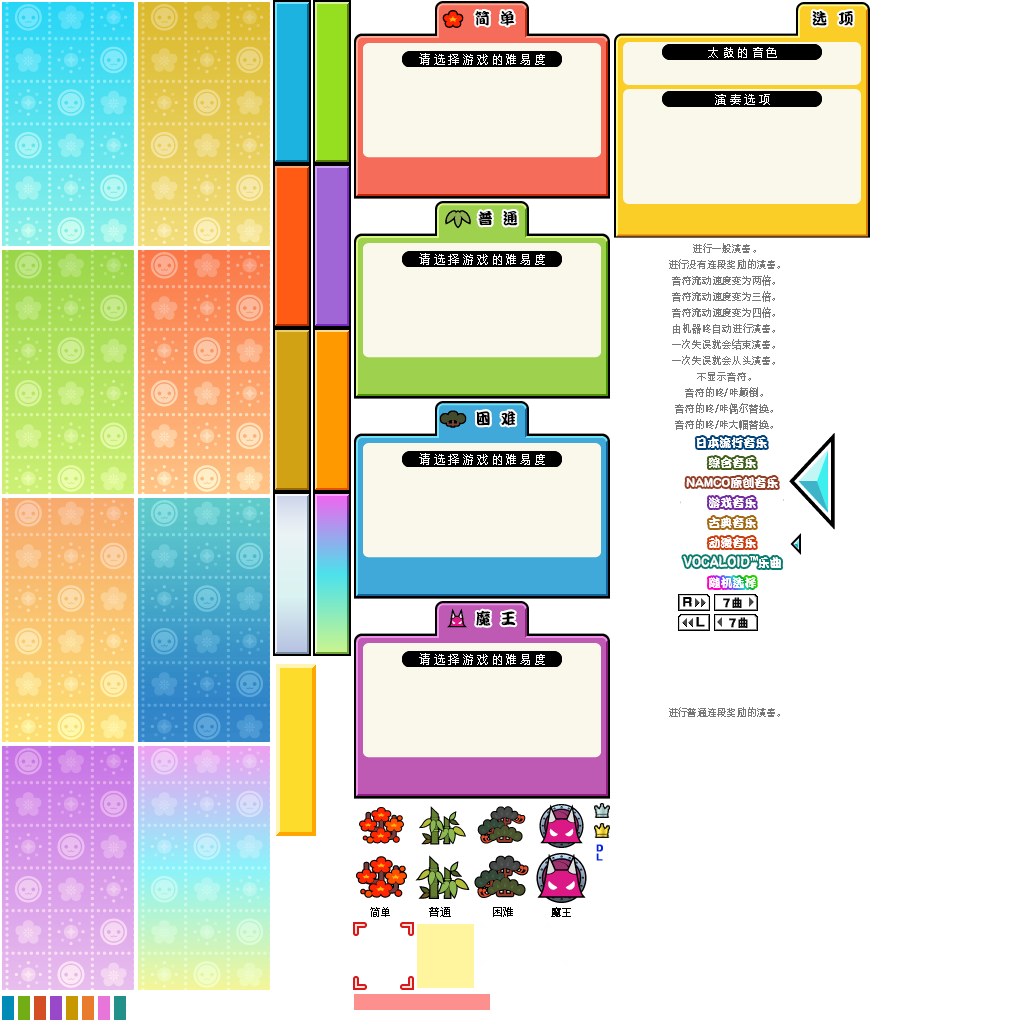 简单
请选择游戏的难易度
普通
请选择游戏的难易度
困难
请选择游戏的难易度
魔王
请选择游戏的难易度
选项
太鼓的音色
演奏选项
进行一般演奏。
进行没有连段奖励的演奏。
音符流动速度变为两倍。
音符流动速度变为三倍。
音符流动速度变为四倍。
由机器咚自动进行演奏。
一次失误就会结束演奏。
一次失误就会从头演奏。
不显示音符。
音符的咚/咔颠倒。
音符的咚/咔偶尔替换。
音符的咚/咔大幅替换。
日本流行音乐
综合音乐
NAMCO原创音乐
游戏音乐
古典音乐
动漫音乐
VOCALOID™乐曲
随机选择
R 7曲
L 7曲
进行普通连段奖励的演奏。
D
L
简单 普通 困难 魔王